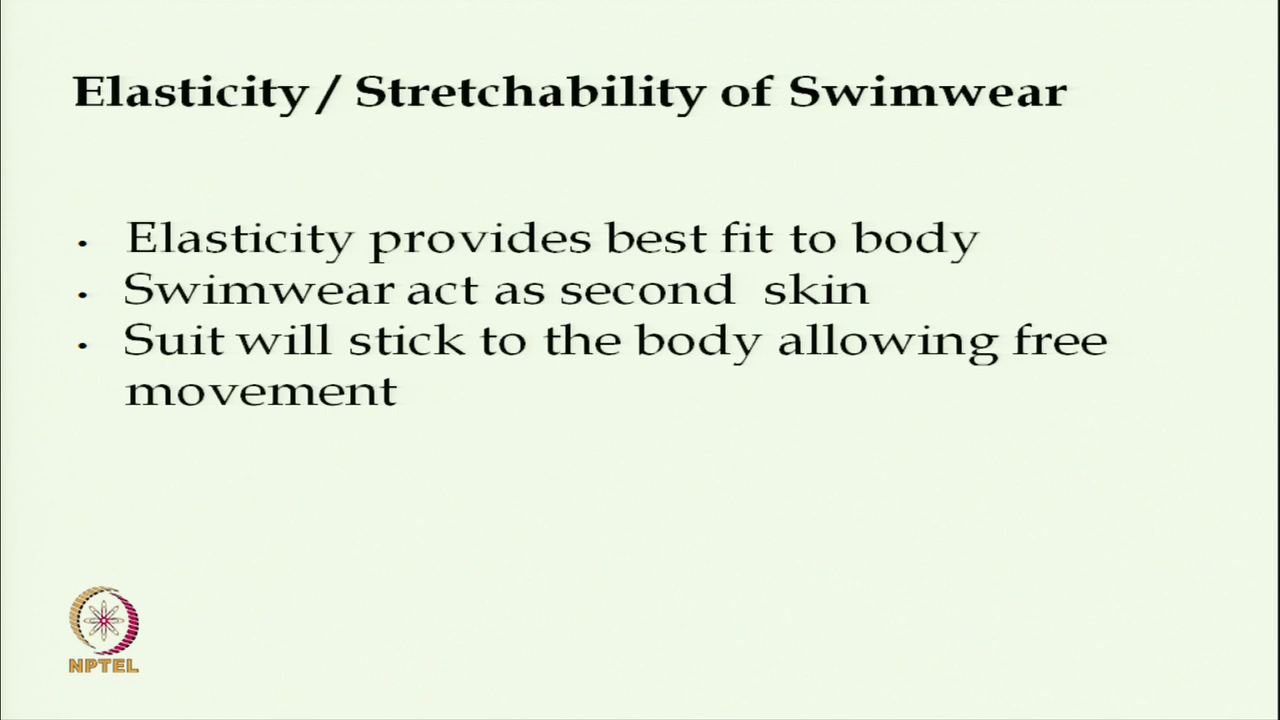 Elasticity / Stretchability of Swimwear
• Elasticity provides best fit to body
• Swimwear act as second skin
• Suit will stick to the body allowing free
movement
NPTEL